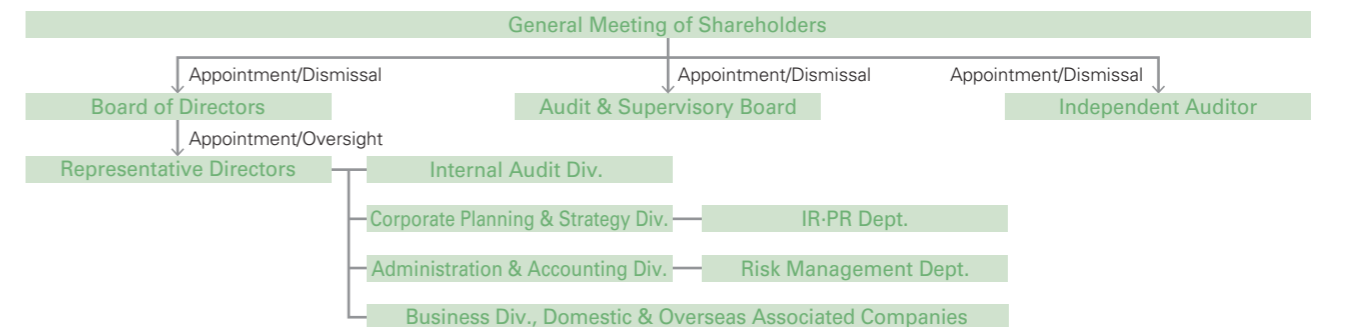 General Meeting of Shareholders
Appointment/Dismissal
Appointment/Dismissal
Appointment/Dismissal
Board of Directors
Audit & Supervisory Board
Independent Auditor
Appointment/Oversight
Representative Directors
Internal Audit Div.
Corporate Planning & Strategy Div.
IR·PR Dept.
Administration & Accounting Div.
Risk Management Dept.
Business Div., Domestic & Overseas Associated Companies